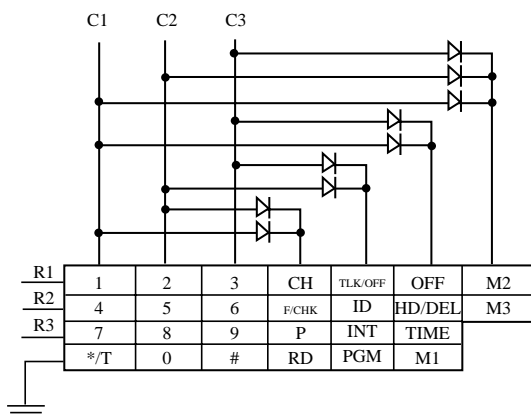 C1 C2 C3
R1 1 2 3 CH TLK/OFF OFF M2
R2 4 5 6 F/CHK ID HD/DEL M3
R3 7 8 9 P INT TIME
*/T 0 # RD PGM M1